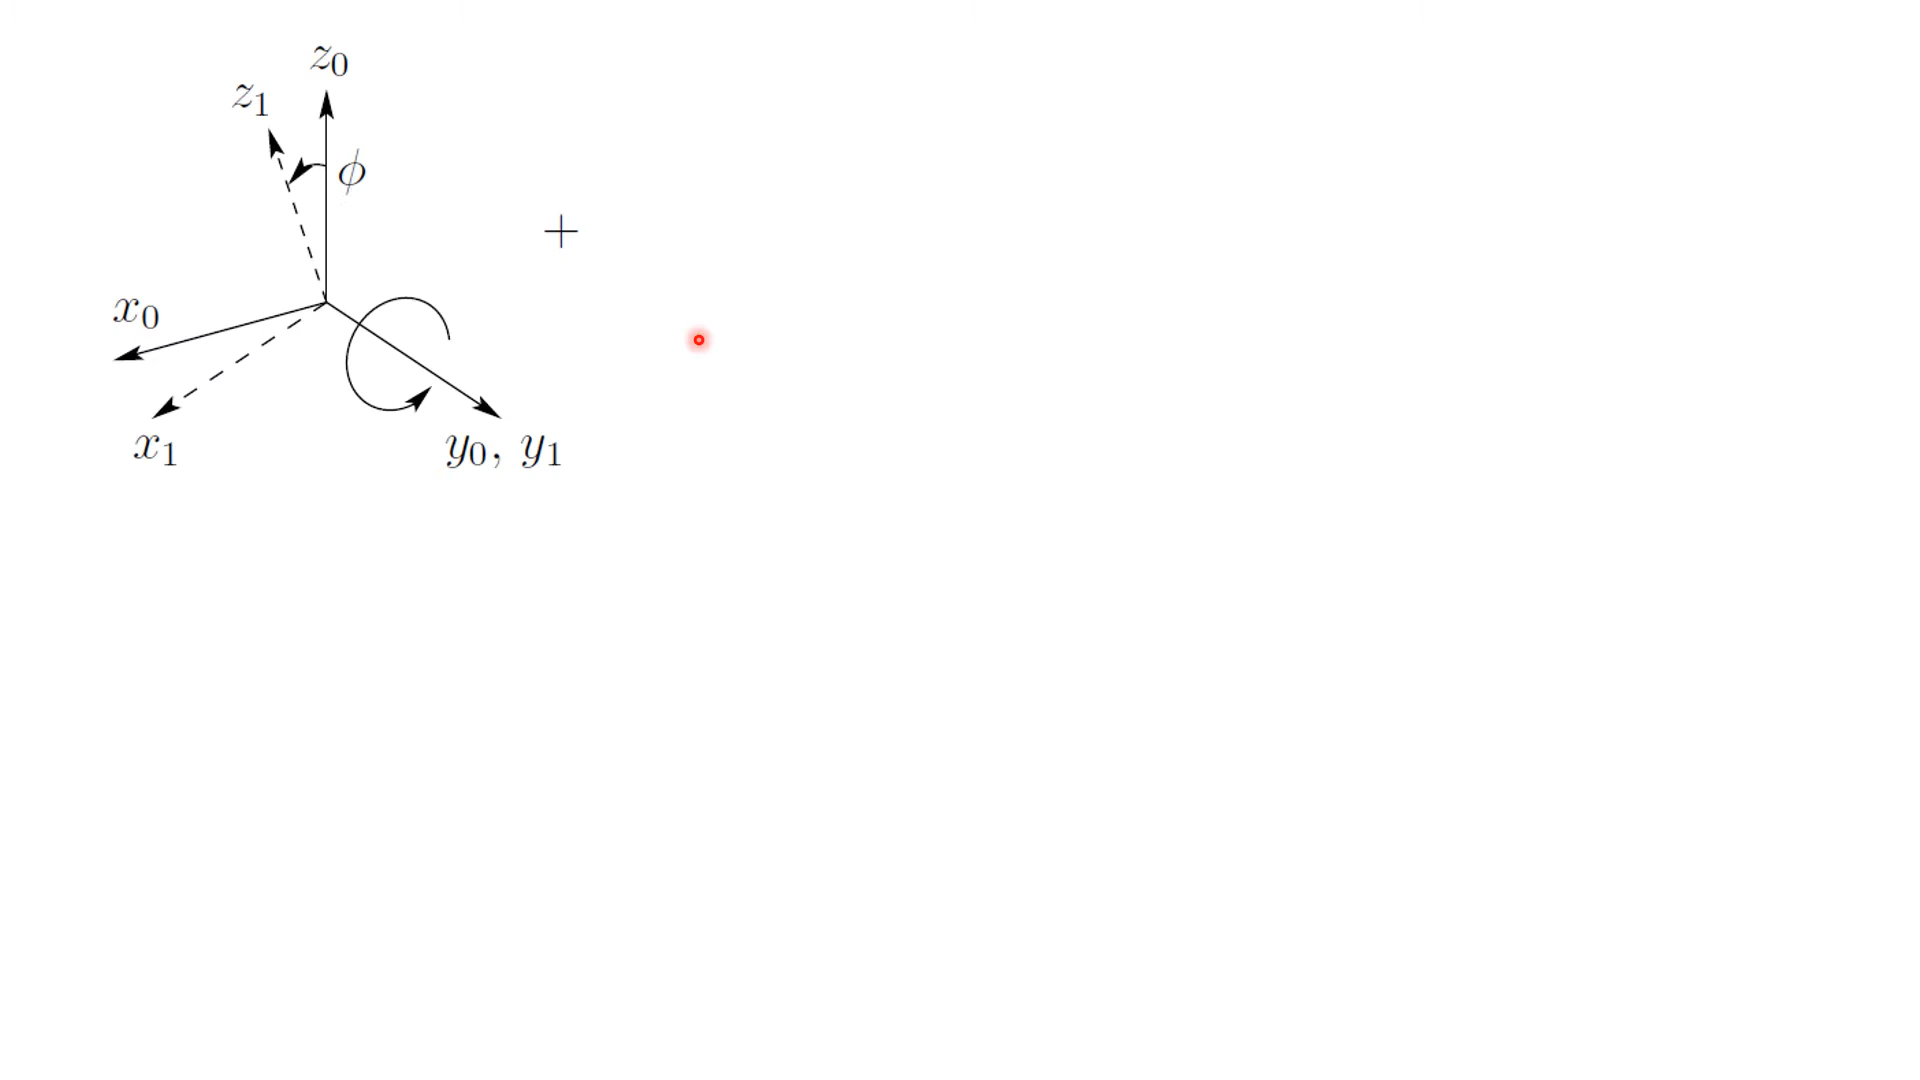 z₀
z₁
ϕ
+
x₀
x₁
y₀, y₁